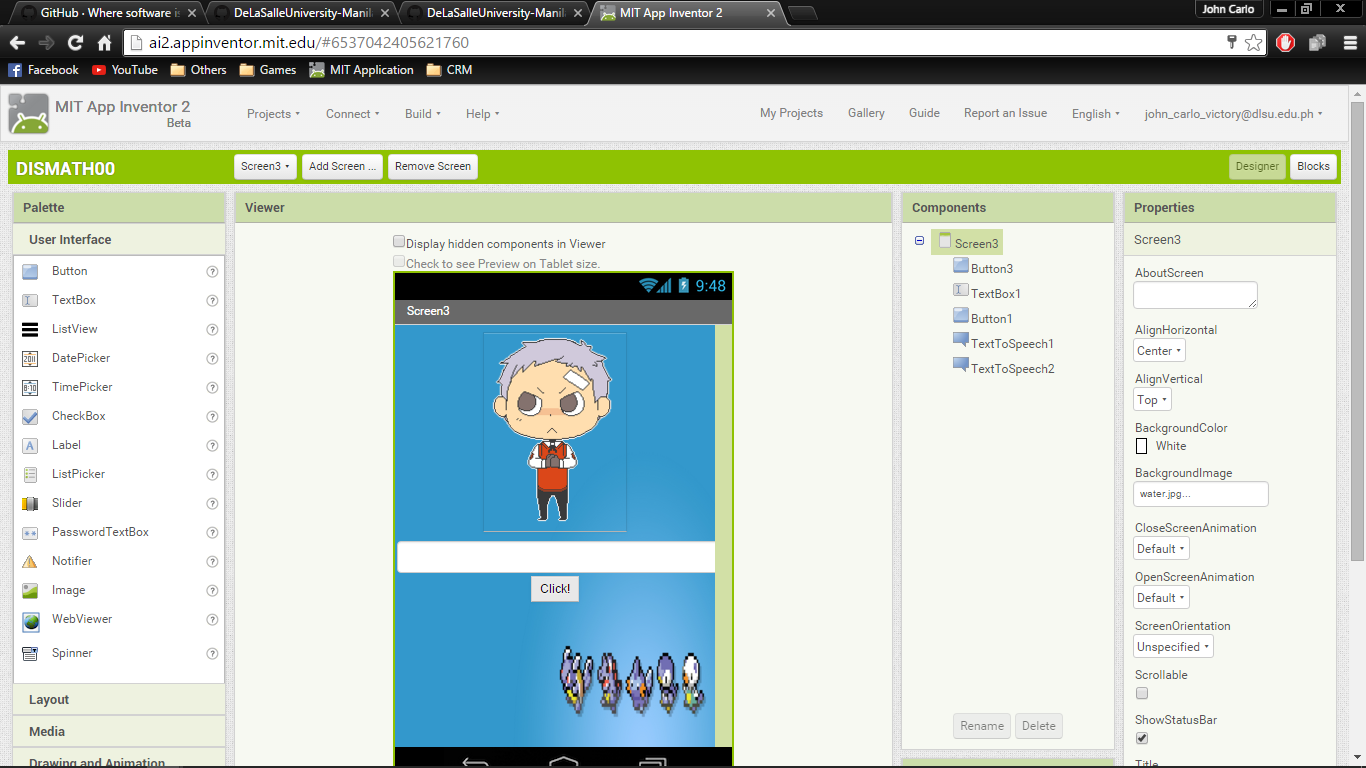 GitHub · Where software is
DeLaSalleUniversity-Manil
DeLaSalleUniversity-Manil
MIT App Inventor 2
John Carlo
ai2.appinventor.mit.edu/#6537042405621760
Facebook YouTube Others Games MIT Application CRM
MIT App Inventor 2
Beta
Projects Connect Build Help My Projects Gallery Guide Report an Issue English john_carlo_victory@dlsu.edu.ph
DISMATH00 Screen3 Add Screen ... Remove Screen Designer Blocks
Palette
User Interface
Button
TextBox
ListView
DatePicker
TimePicker
CheckBox
Label
ListPicker
Slider
PasswordTextBox
Notifier
Image
WebViewer
Spinner
Layout
Media
Drawing and Animation
Viewer
Display hidden components in Viewer
Check to see Preview on Tablet size.
9:48
Screen3
Click!
Components
Screen3
Button3
TextBox1
Button1
TextToSpeech1
TextToSpeech2
Rename Delete
Properties
Screen3
AboutScreen
AlignHorizontal
Center
AlignVertical
Top
BackgroundColor
White
BackgroundImage
water.jpg...
CloseScreenAnimation
Default
OpenScreenAnimation
Default
ScreenOrientation
Unspecified
Scrollable
ShowStatusBar
Title